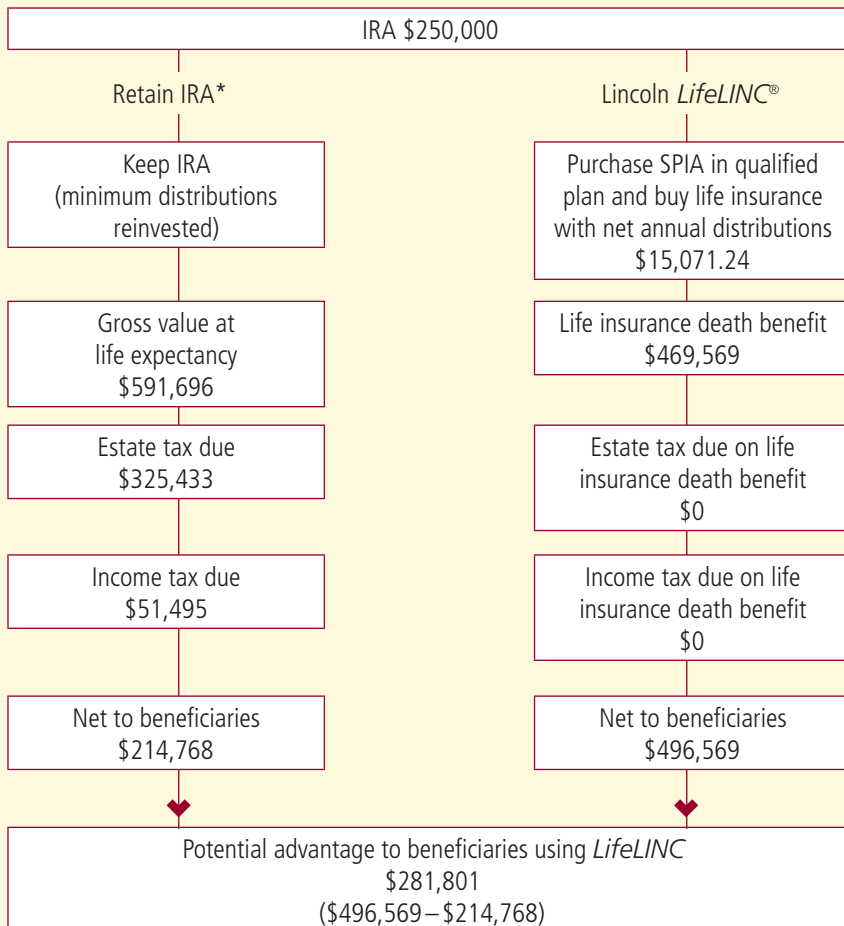 IRA $250,000
Retain IRA*
Keep IRA
(minimum distributions
reinvested)
Gross value at
life expectancy
$591,696
Estate tax due
$325,433
Income tax due
$51,495
Net to beneficiaries
$214,768
Lincoln LifeLINC®
Purchase SPIA in qualified
plan and buy life insurance
with net annual distributions
$15,071.24
Life insurance death benefit
$469,569
Estate tax due on life
insurance death benefit
$0
Income tax due on life
insurance death benefit
$0
Net to beneficiaries
$496,569
Potential advantage to beneficiaries using LifeLINC
$281,801
($496,569–$214,768)